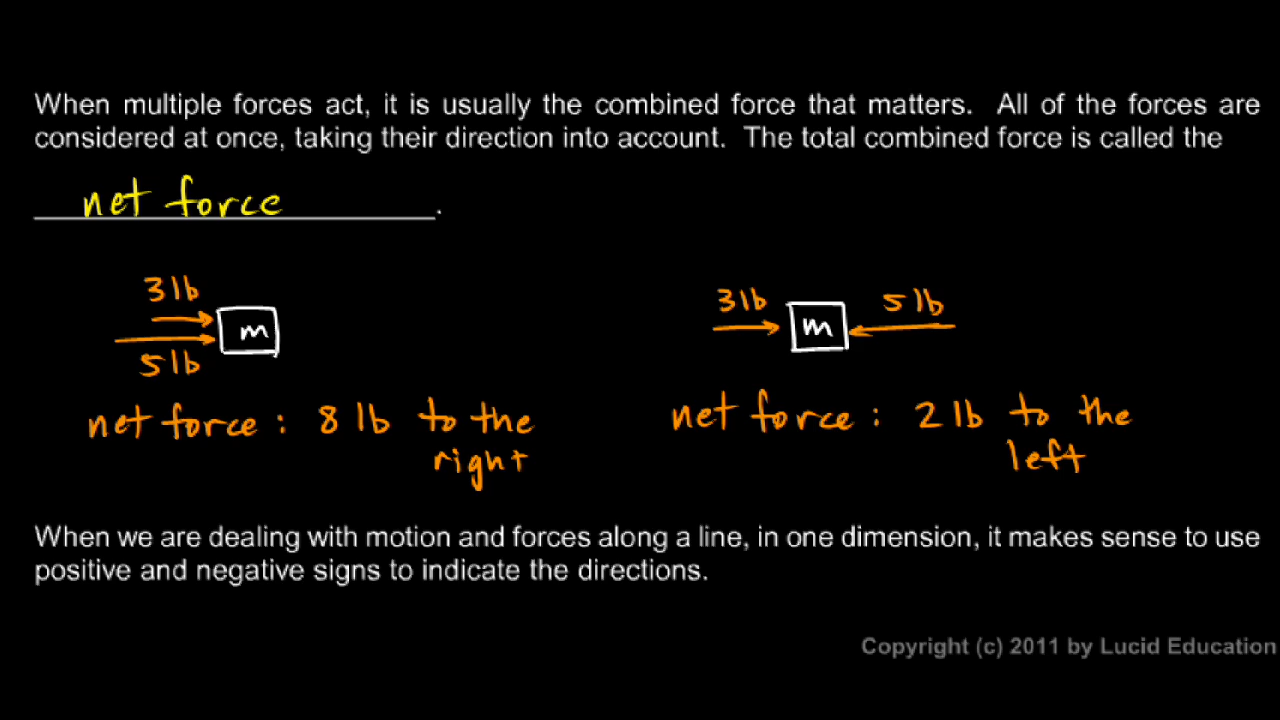 When multiple forces act, it is usually the combined force that matters. All of the forces are
considered at once, taking their direction into account. The total combined force is called the
net force.
3 lb
m
5 lb
net force: 8 lb to the
right
3 lb
m
5 lb
net force: 2 lb to the
left
When we are dealing with motion and forces along a line, in one dimension, it makes sense to use
positive and negative signs to indicate the directions.
Copyright (c) 2011 by Lucid Education